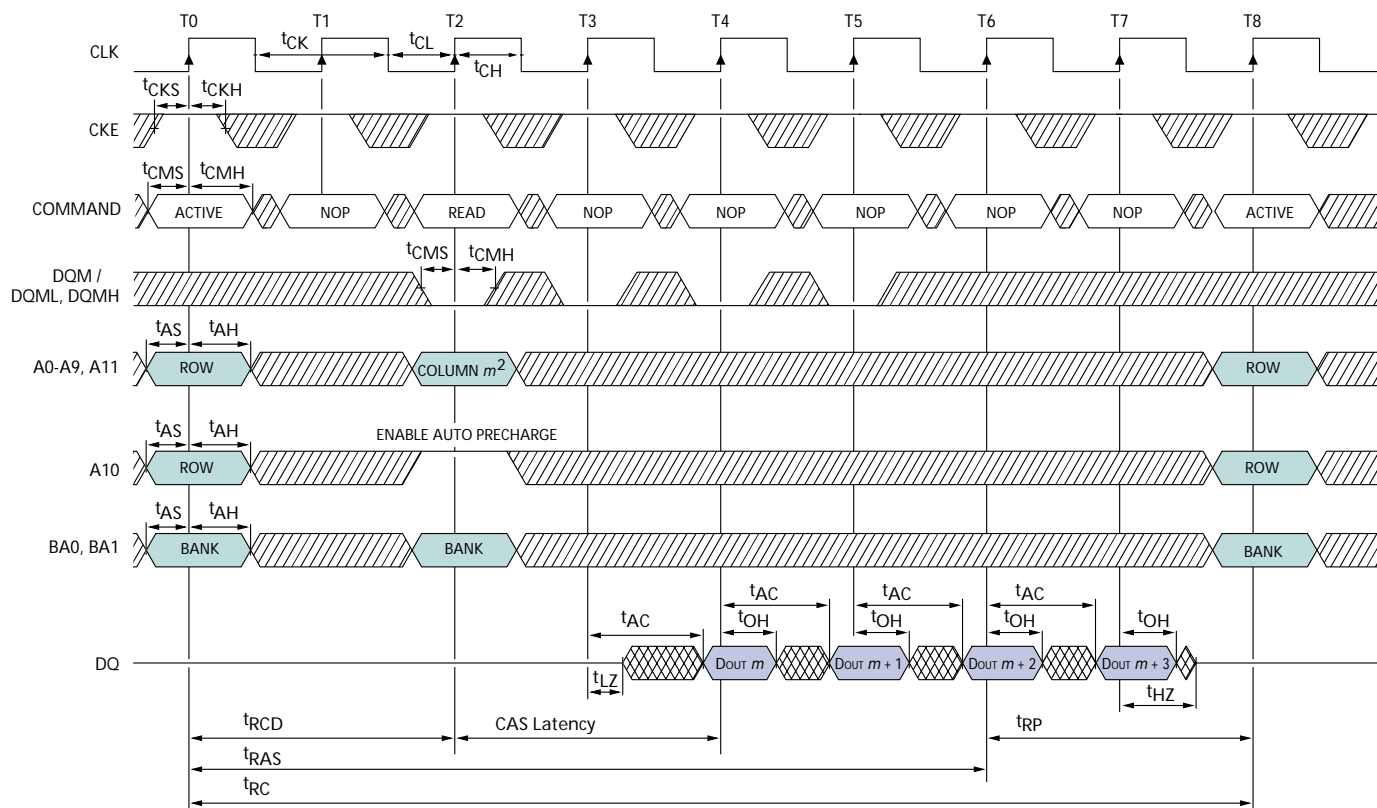 T0 T1 T2 T3 T4 T5 T6 T7 T8
CLK tCK tCL tCH
tCKS tCKH
CKE
tCMS tCMH
COMMAND ACTIVE NOP READ NOP NOP NOP NOP NOP ACTIVE
tCMS tCMH
DQM /
DQML, DQMH
tAS tAH
A0-A9, A11 ROW COLUMN m2 ROW
ENABLE AUTO PRECHARGE
tAS tAH
A10 ROW ROW
tAS tAH
BA0, BA1 BANK BANK BANK
tAC tAC tAC tAC
tOH tOH tOH tOH
DQ DOUT m DOUT m + 1 DOUT m + 2 DOUT m + 3
tLZ tHZ
tRCD CAS Latency tRP
tRAS
tRC